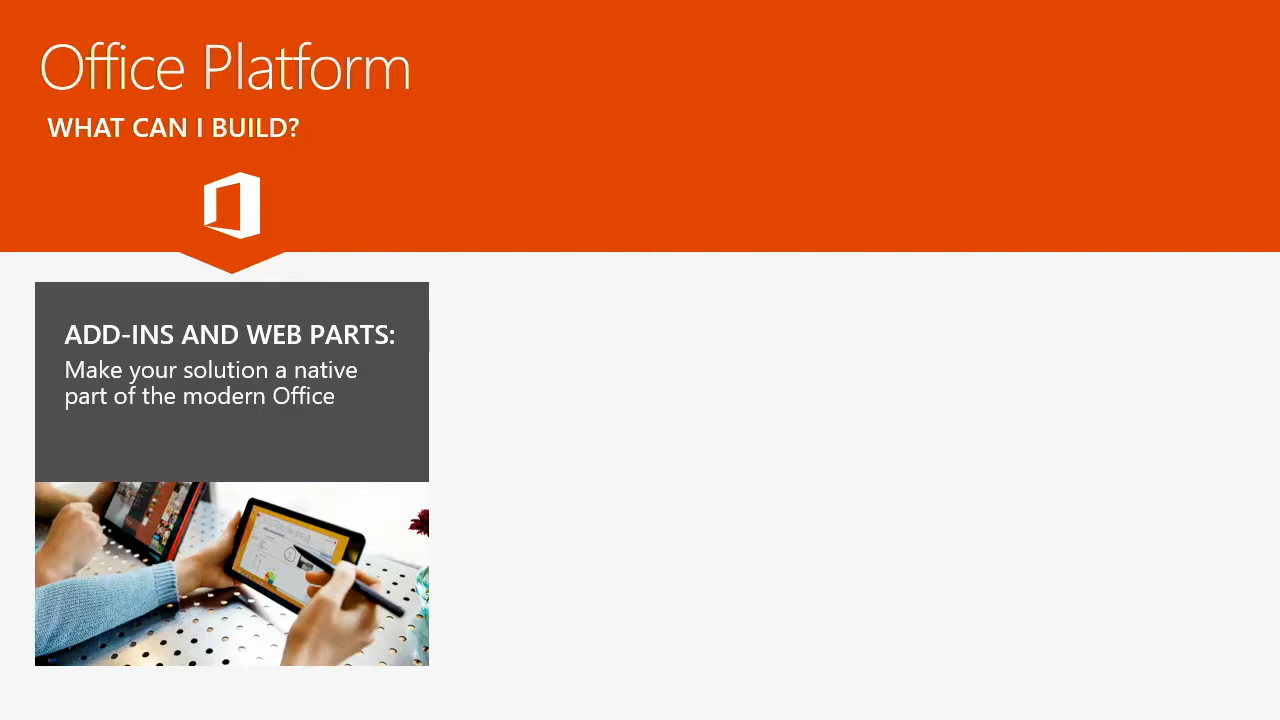 Office Platform
WHAT CAN I BUILD?
ADD-INS AND WEB PARTS:
Make your solution a native
part of the modern Office